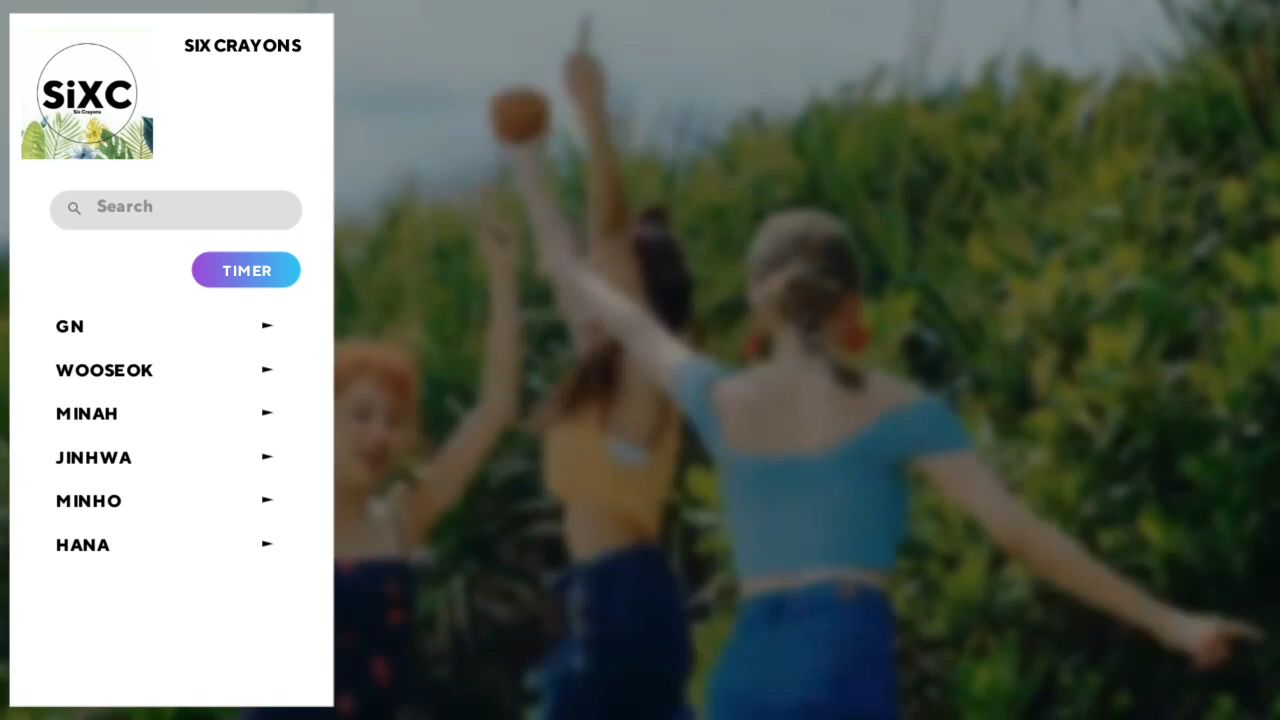 SIX CRAYONS
SiXC
Six Crayons
Search
TIMER
GN
WOOSEOK
MINAH
JINHWA
MINHO
HANA